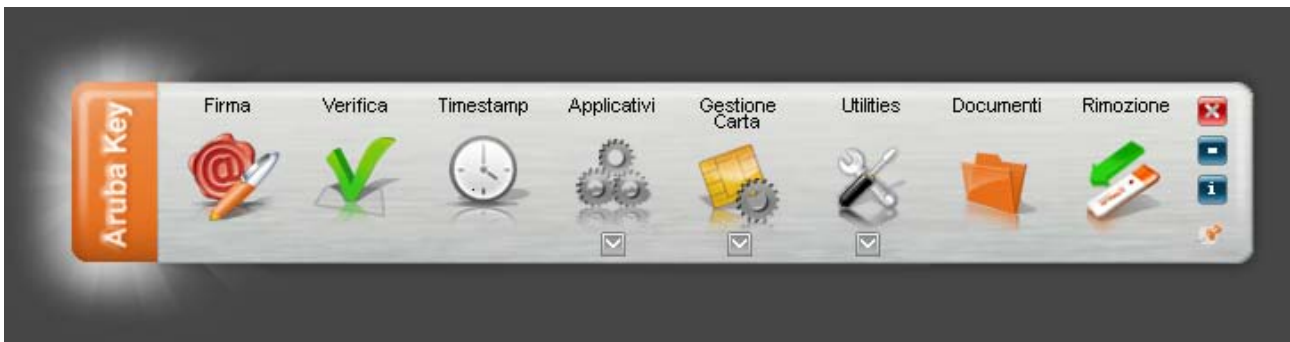 Aruba Key
Firma
Verifica
Timestamp
Applicativi
Gestione
Carta
Utilities
Documenti
Rimozione